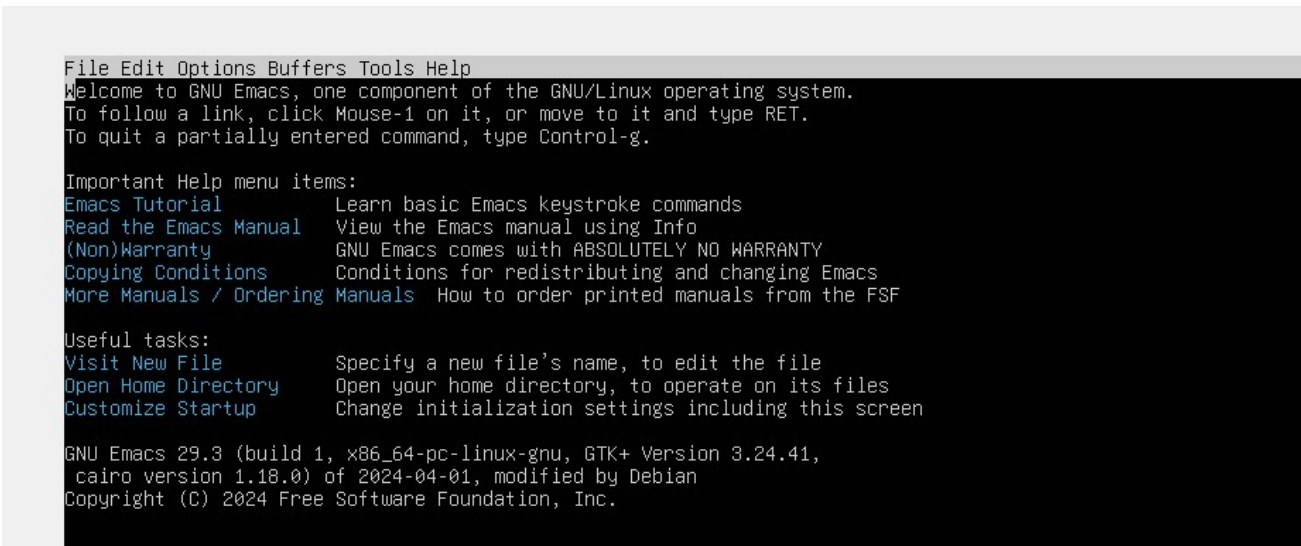 File Edit Options Buffers Tools Help
Welcome to GNU Emacs, one component of the GNU/Linux operating system.
To follow a link, click Mouse-1 on it, or move to it and type RET.
To quit a partially entered command, type Control-g.
Important Help menu items:
Emacs Tutorial Learn basic Emacs keystroke commands
Read the Emacs Manual View the Emacs manual using Info
(Non)Warranty GNU Emacs comes with ABSOLUTELY NO WARRANTY
Copying Conditions Conditions for redistributing and changing Emacs
More Manuals / Ordering Manuals How to order printed manuals from the FSF
Useful tasks:
Visit New File Specify a new file's name, to edit the file
Open Home Directory Open your home directory, to operate on its files
Customize Startup Change initialization settings including this screen
GNU Emacs 29.3 (build 1, x86_64-pc-linux-gnu, GTK+ Version 3.24.41,
cairo version 1.18.0) of 2024-04-01, modified by Debian
Copyright (C) 2024 Free Software Foundation, Inc.